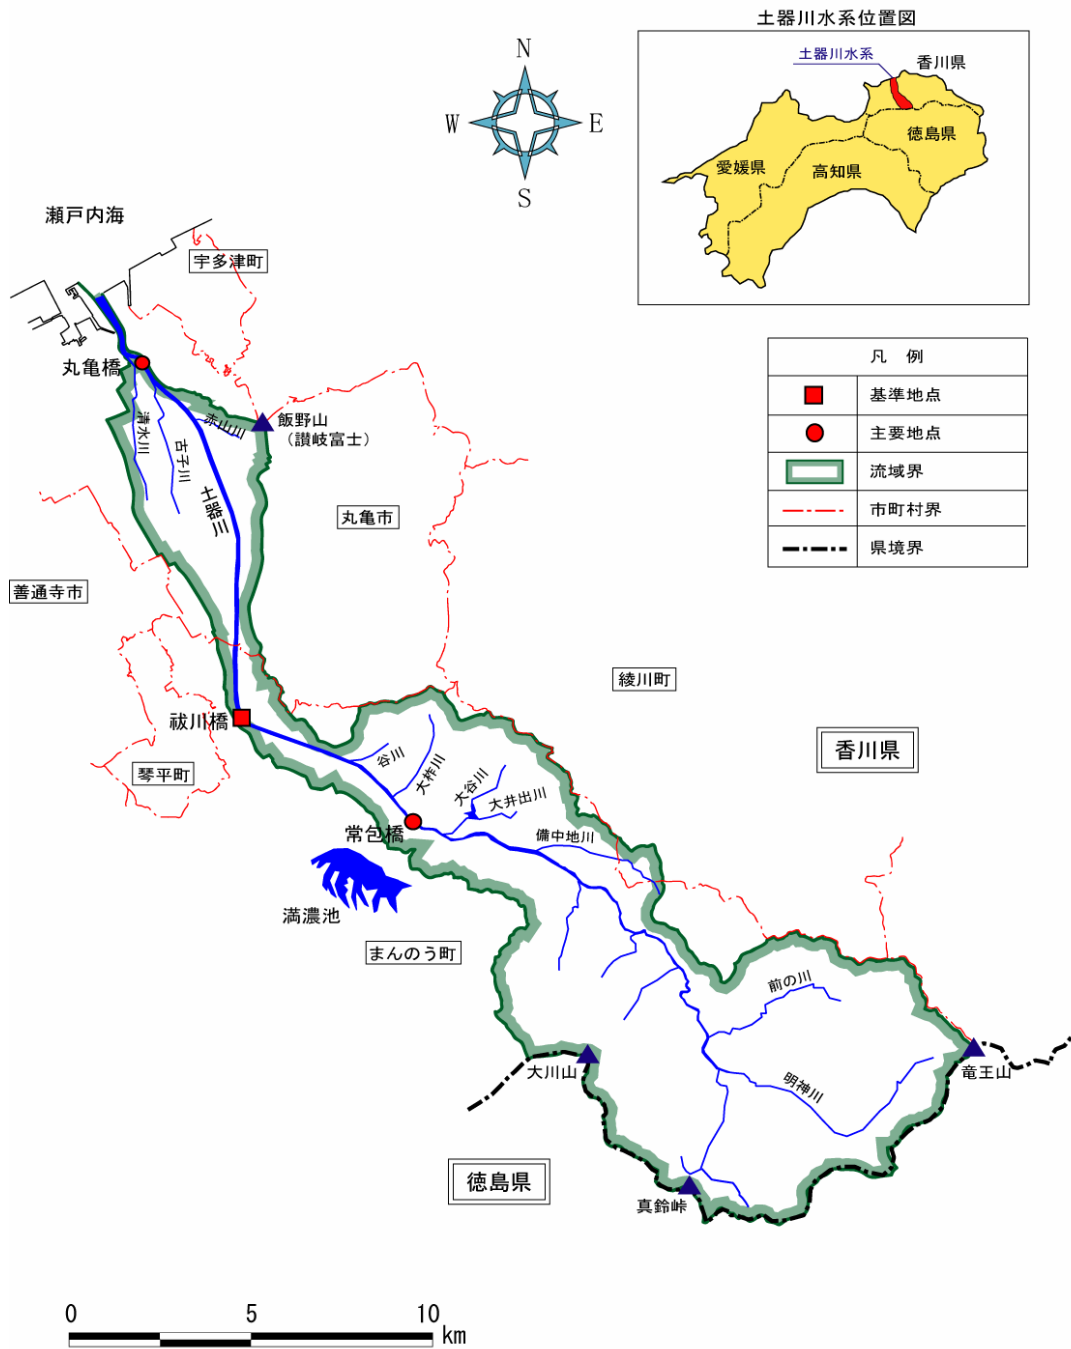 土器川水系位置図
土器川水系
香川県
徳島県
愛媛県
高知県
N
W
E
S
瀬戸内海
宇多津町
丸亀橋
清水川
古子川
赤山川
飯野山
(讃岐富士)
土器川
丸亀市
善通寺市
凡 例
基準地点
主要地点
流域界
市町村界
県境界
綾川町
香川県
祓川橋
琴平町
谷川
大柞川
大谷川
大井出川
常包橋
備中地川
満濃池
まんのう町
前の川
大川山
明神川
竜王山
徳島県
真鈴峠
0
5
10
km